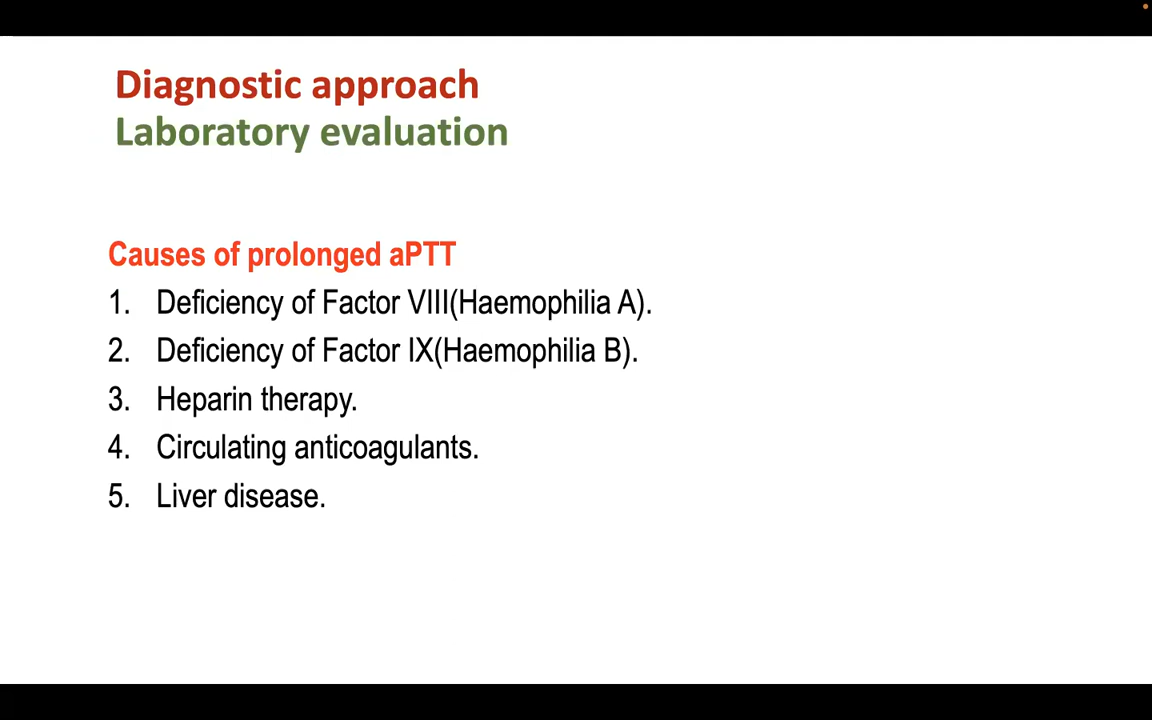 Diagnostic approach
Laboratory evaluation
Causes of prolonged aPTT
1. Deficiency of Factor VIII(Haemophilia A).
2. Deficiency of Factor IX(Haemophilia B).
3. Heparin therapy.
4. Circulating anticoagulants.
5. Liver disease.